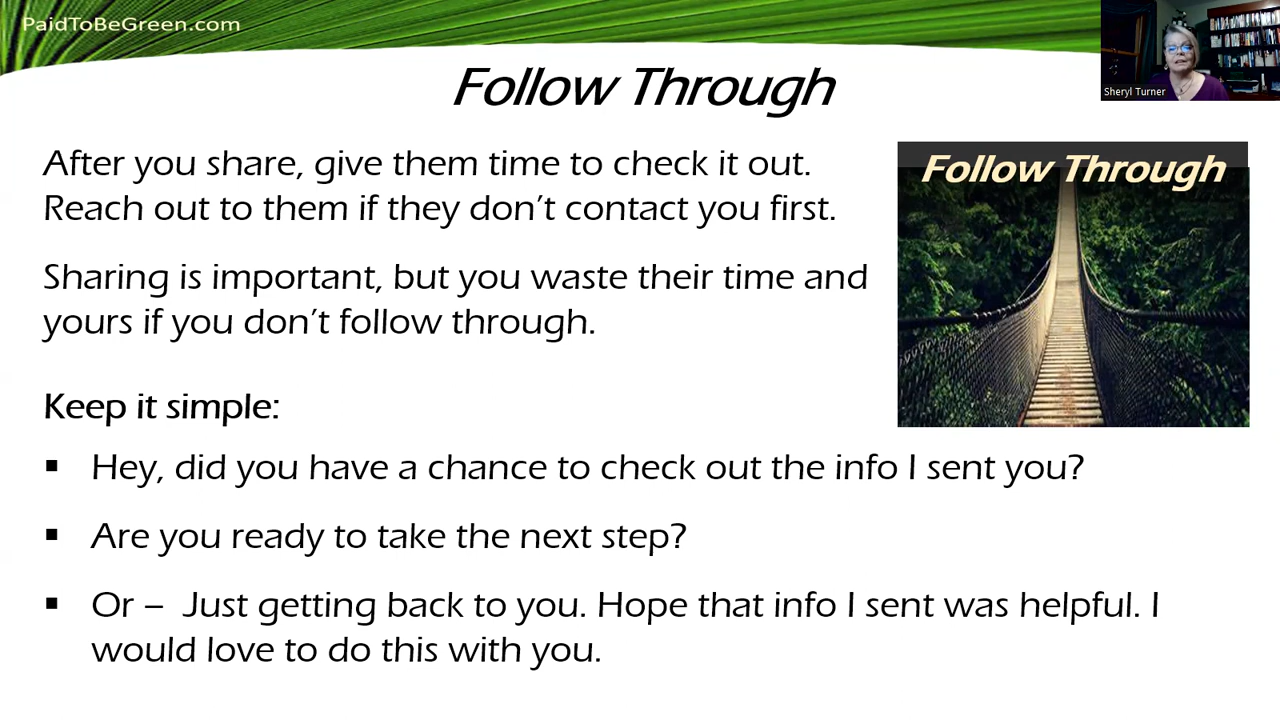 PaidToBeGreen.com
Follow Through
Sheryl Turner
After you share, give them time to check it out.
Reach out to them if they don’t contact you first.
Follow Through
Sharing is important, but you waste their time and
yours if you don’t follow through.
Keep it simple:
▪ Hey, did you have a chance to check out the info I sent you?
▪ Are you ready to take the next step?
▪ Or – Just getting back to you. Hope that info I sent was helpful. I
would love to do this with you.